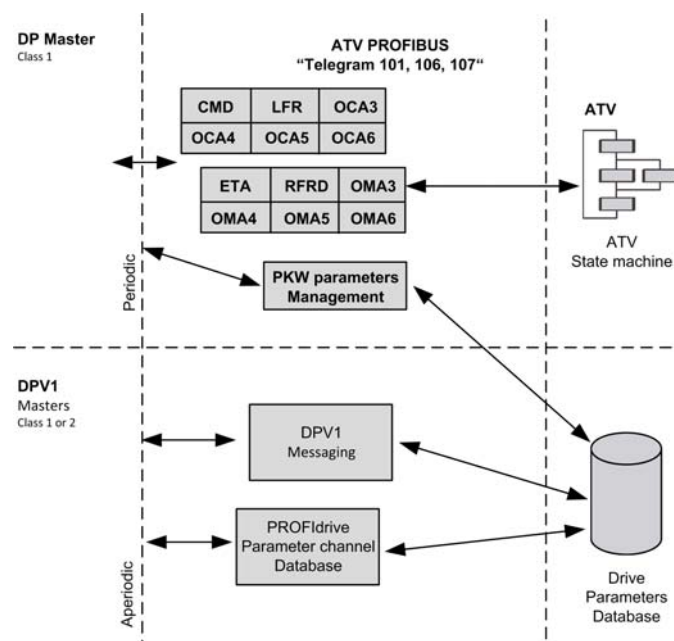 DP Master
Class 1
ATV PROFIBUS
“Telegram 101, 106, 107“
CMD LFR OCA3
OCA4 OCA5 OCA6
ETA RFRD OMA3
OMA4 OMA5 OMA6
PKW parameters
Management
Periodic
ATV
ATV
State machine
DPV1
Masters
Class 1 or 2
DPV1
Messaging
PROFIdrive
Parameter channel
Database
Aperiodic
Drive
Parameters
Database